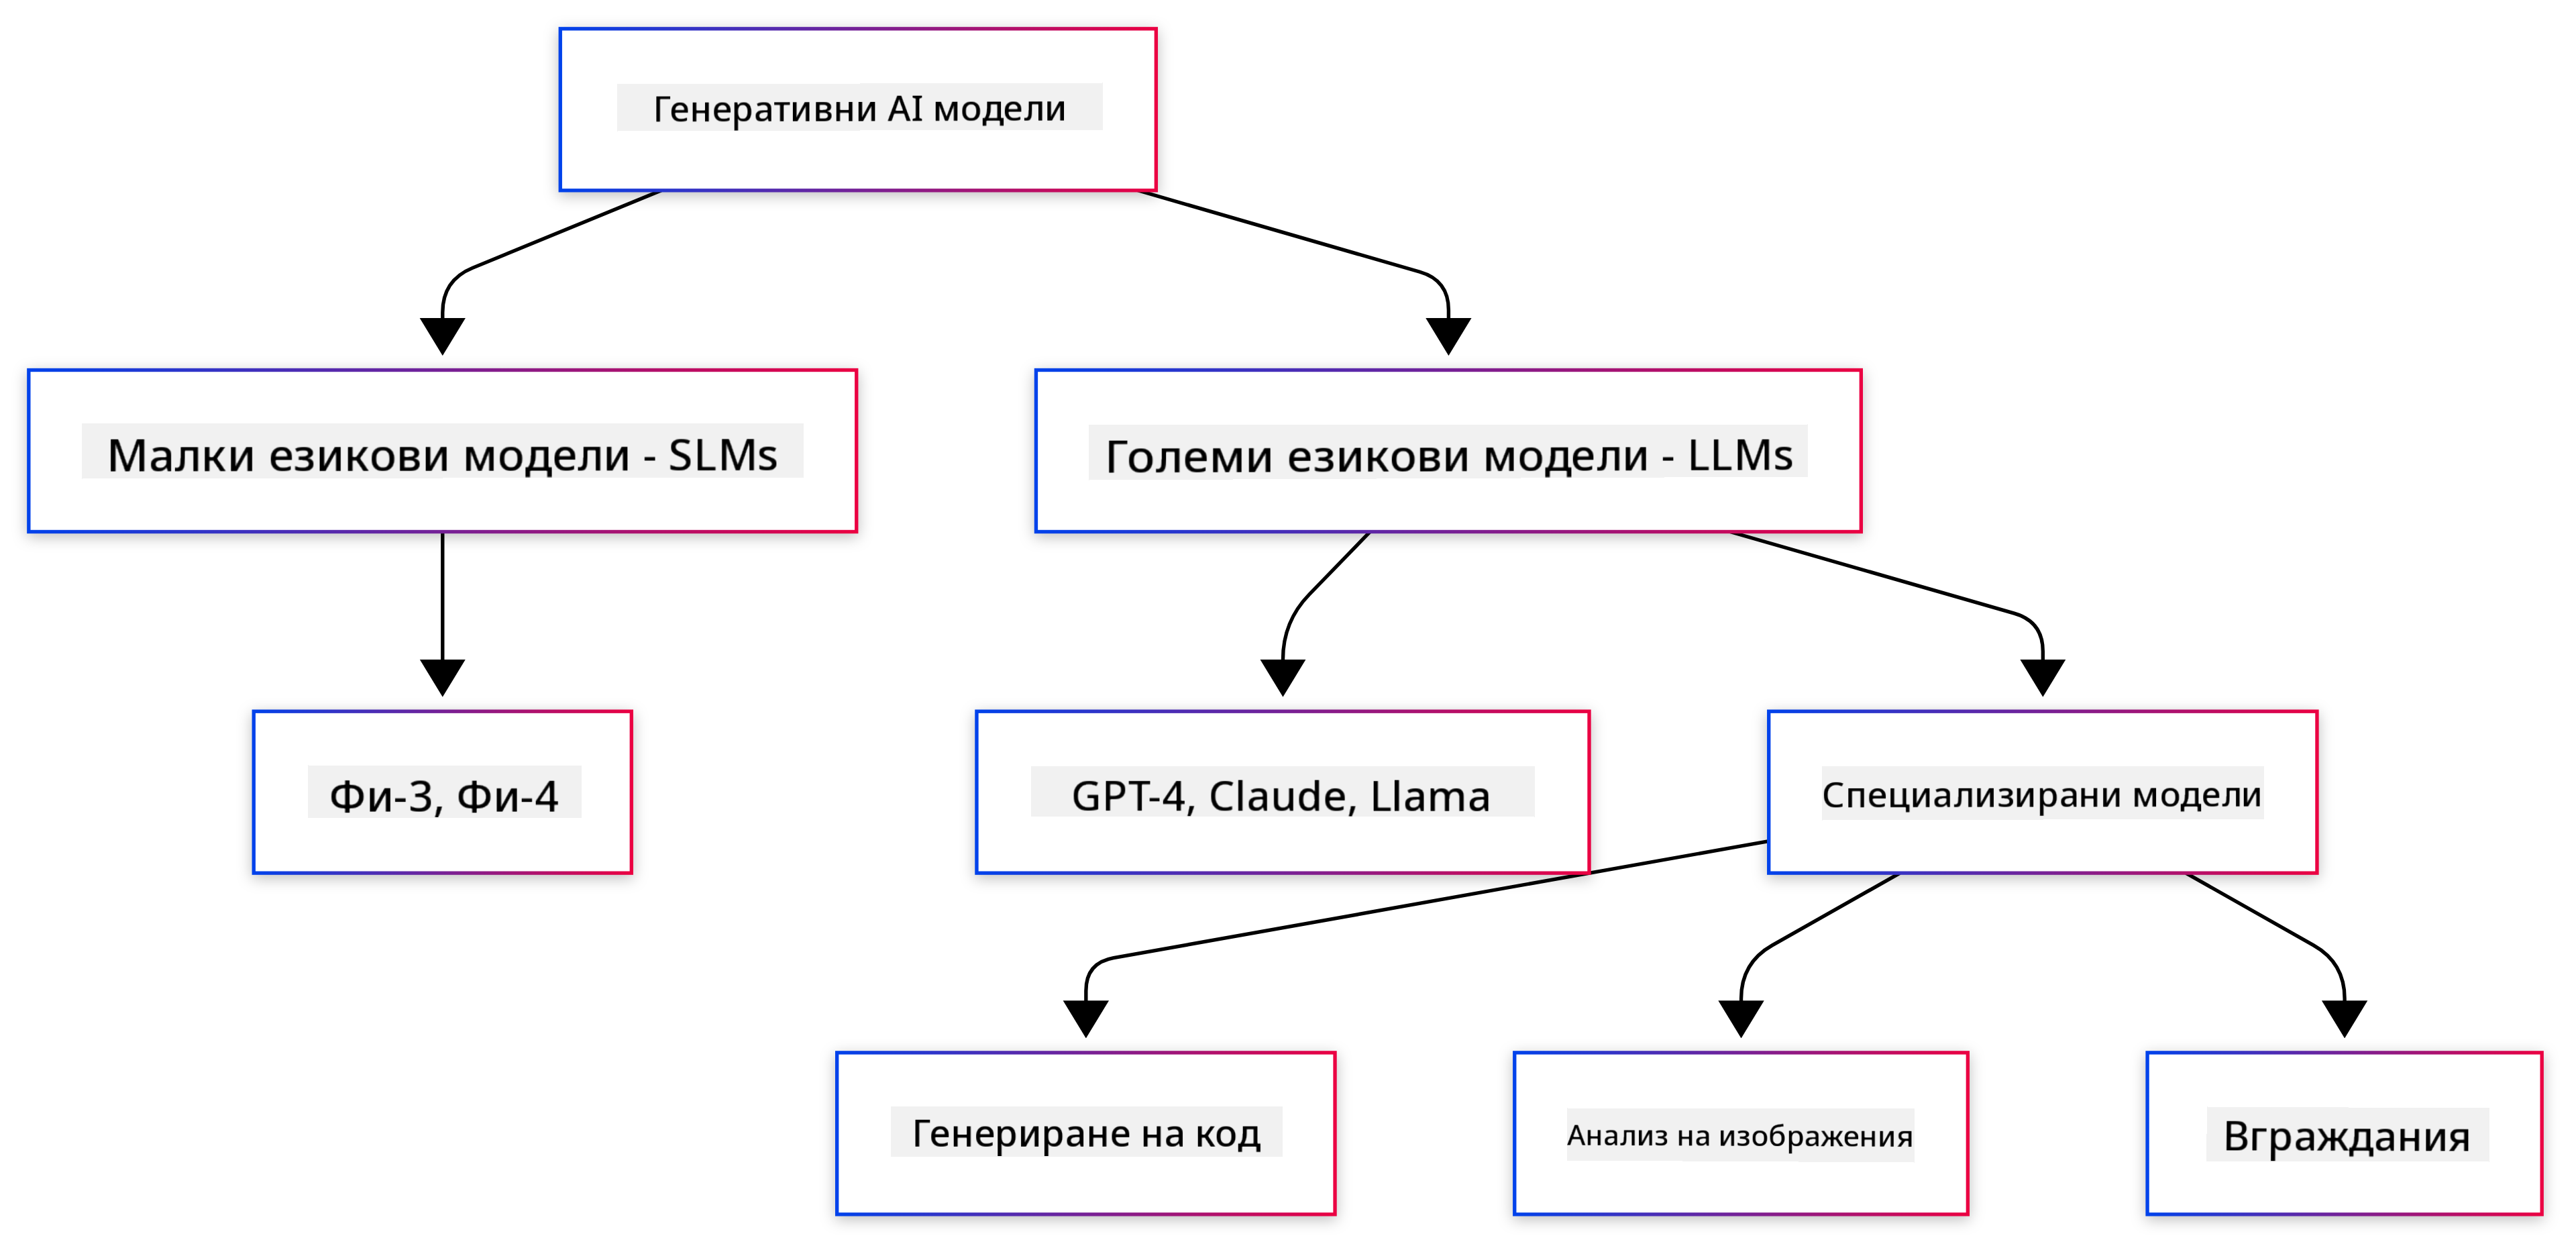 Генеративни AI модели
Малки езикови модели - SLMs
Големи езикови модели - LLMs
Фи-3, Фи-4
GPT-4, Claude, Llama
Специализирани модели
Генериране на код
Анализ на изображения
Вграждания